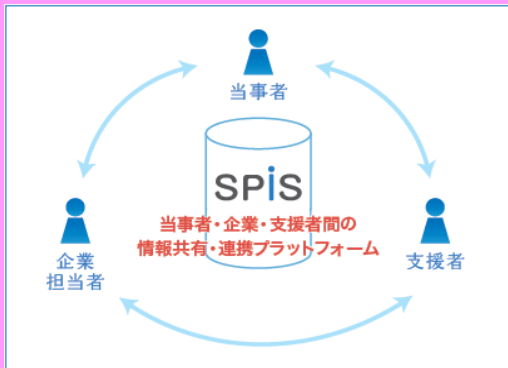 当事者
SPiS
当事者・企業・支援者間の
情報共有・連携プラットフォーム
企業
担当者
支援者